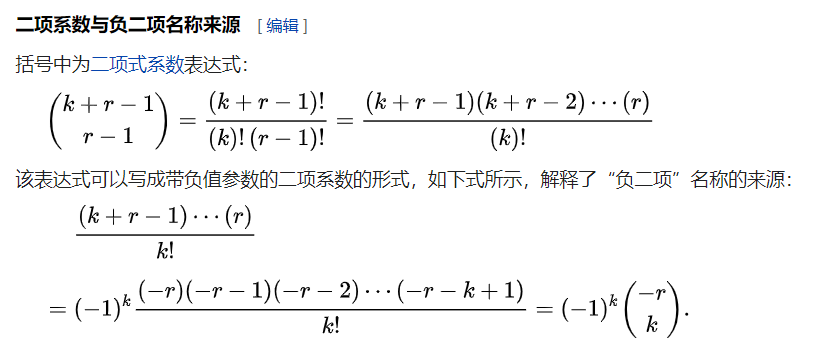 二项系数与负二项名称来源 [编辑]
括号中为二项式系数表达式：
$\binom{k+r-1}{r-1} = \frac{(k+r-1)!}{(k)!\,(r-1)!} = \frac{(k+r-1)(k+r-2)\cdots(r)}{(k)!}$
该表达式可以写成带负值参数的二项系数的形式，如下式所示，解释了“负二项”名称的来源：
$\frac{(k+r-1)\cdots(r)}{k!}$
$= (-1)^k \frac{(-r)(-r-1)(-r-2)\cdots(-r-k+1)}{k!} = (-1)^k \binom{-r}{k}.$